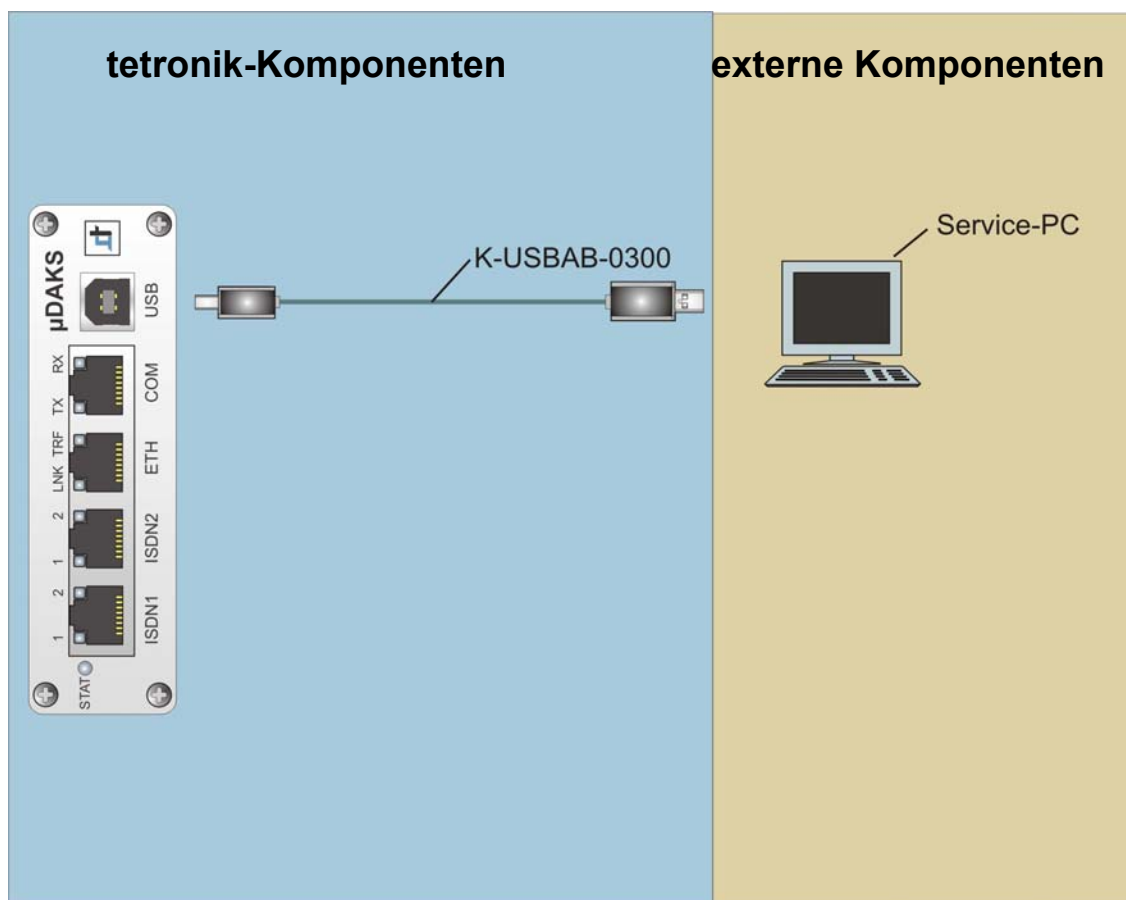 tetronik-Komponenten
externe Komponenten
Service-PC
K-USBAB-0300
µDAKS
USB
RX
TX
COM
TRF
LNK
ETH
2
1
ISDN2
2
1
ISDN1
STAT